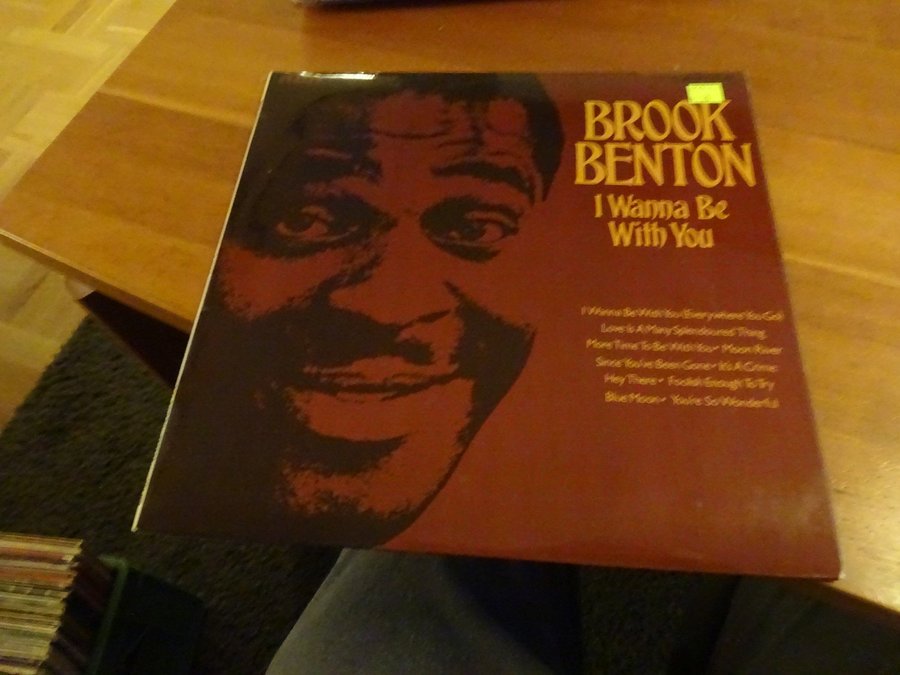 BROOK
BENTON
I Wanna Be
With You
I Wanna Be With You (Everywhere You Go)
Love Is A Many Splendoured Thing
More Time To Be With You • Moon River
Since You've Been Gone • It's A Crime
Hey There • Foolish Enough To Try
Blue Moon • You're So Wonderful